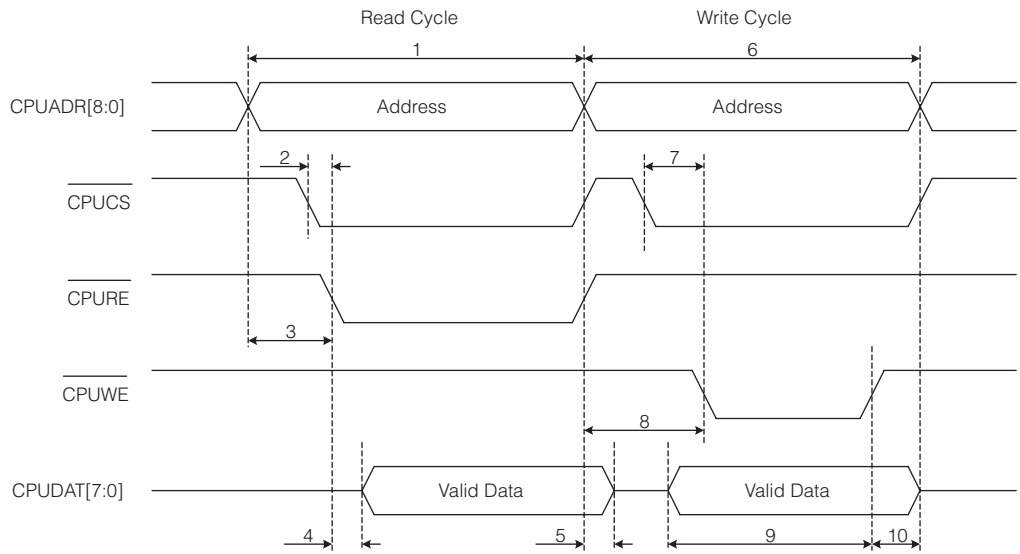 Read Cycle Write Cycle
1 6
CPUADR[8:0] Address Address
2 7
CPUCS
CPURE
3
CPUWE
8
CPUDAT[7:0] Valid Data Valid Data
4 5 9 10